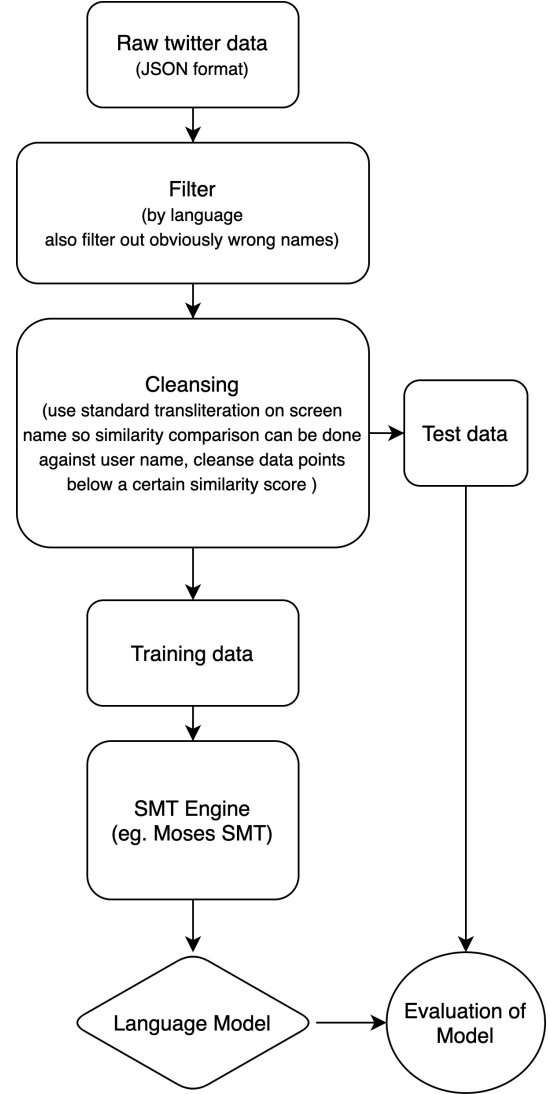 Raw twitter data
(JSON format)
Filter
(by language
also filter out obviously wrong names)
Cleansing
(use standard transliteration on screen
name so similarity comparison can be done
against user name, cleanse data points
below a certain similarity score )
Test data
Training data
SMT Engine
(eg. Moses SMT)
Language Model
Evaluation of
Model